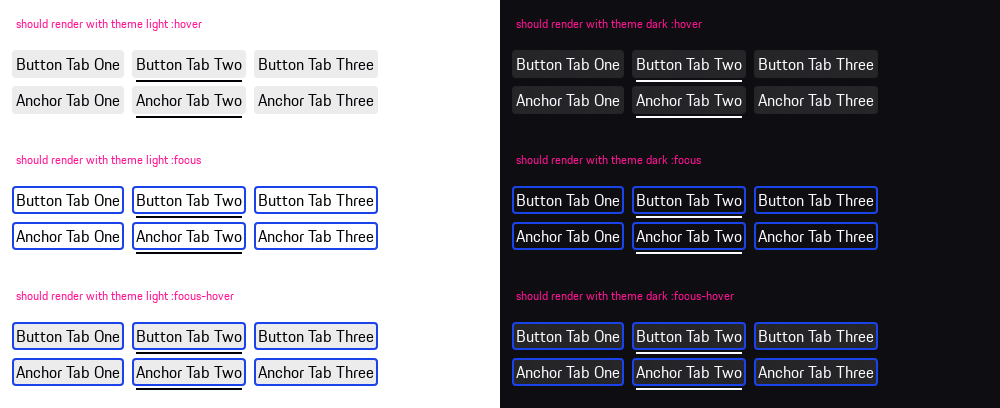 should render with theme light :hover
Button Tab One Button Tab Two Button Tab Three
Anchor Tab One Anchor Tab Two Anchor Tab Three
should render with theme light :focus
Button Tab One Button Tab Two Button Tab Three
Anchor Tab One Anchor Tab Two Anchor Tab Three
should render with theme light :focus-hover
Button Tab One Button Tab Two Button Tab Three
Anchor Tab One Anchor Tab Two Anchor Tab Three
should render with theme dark :hover
Button Tab One Button Tab Two Button Tab Three
Anchor Tab One Anchor Tab Two Anchor Tab Three
should render with theme dark :focus
Button Tab One Button Tab Two Button Tab Three
Anchor Tab One Anchor Tab Two Anchor Tab Three
should render with theme dark :focus-hover
Button Tab One Button Tab Two Button Tab Three
Anchor Tab One Anchor Tab Two Anchor Tab Three